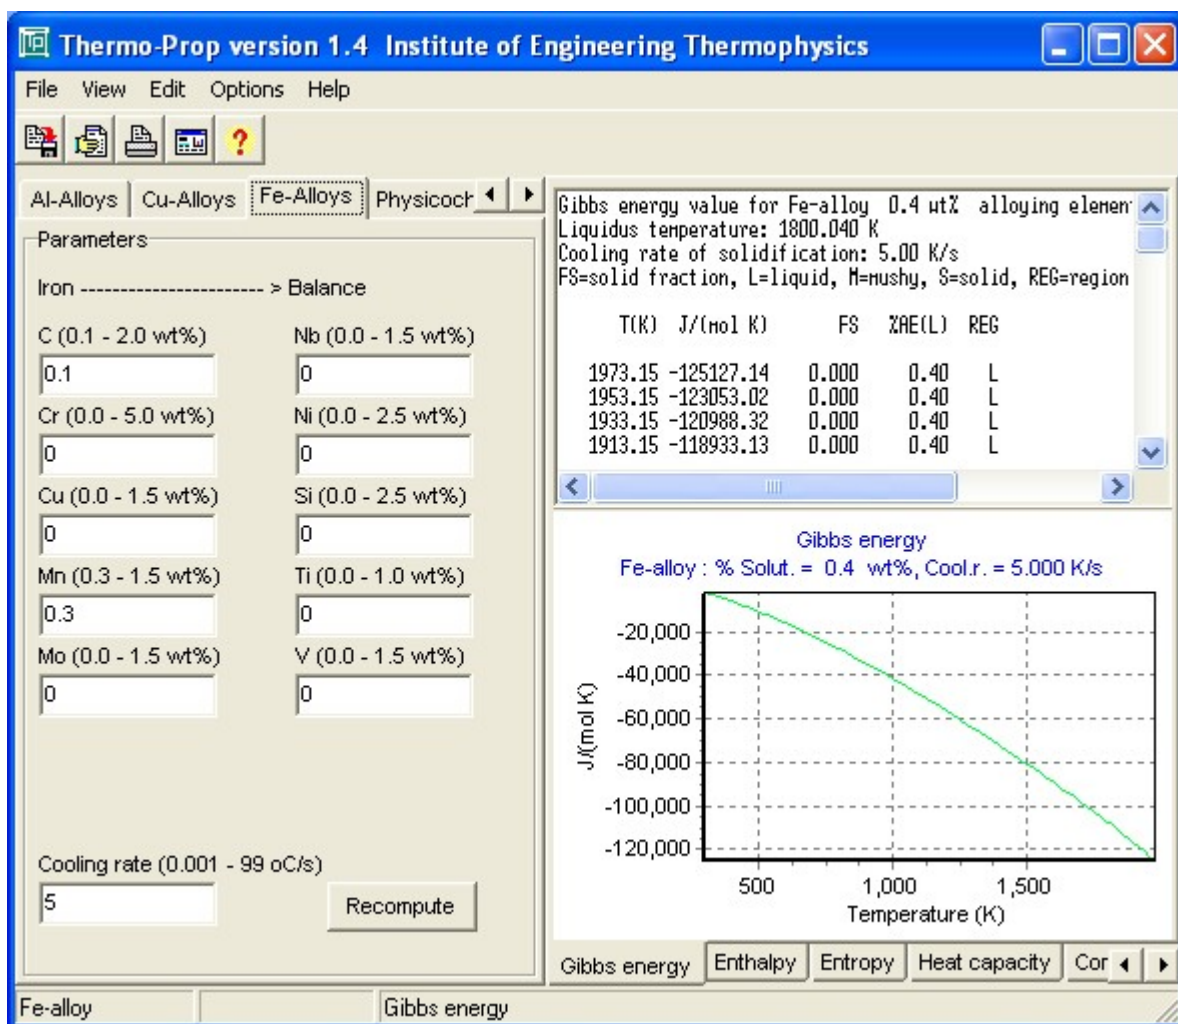 Thermo-Prop version 1.4 Institute of Engineering Thermophysics
File View Edit Options Help
Al-Alloys Cu-Alloys Fe-Alloys Physicoch
Parameters
Iron ----------------------- > Balance
C (0.1 - 2.0 wt%) Nb (0.0 - 1.5 wt%)
0.1 0
Cr (0.0 - 5.0 wt%) Ni (0.0 - 2.5 wt%)
0 0
Cu (0.0 - 1.5 wt%) Si (0.0 - 2.5 wt%)
0 0
Mn (0.3 - 1.5 wt%) Ti (0.0 - 1.0 wt%)
0.3 0
Mo (0.0 - 1.5 wt%) V (0.0 - 1.5 wt%)
0 0
Cooling rate (0.001 - 99 oC/s)
5
Recompute
Gibbs energy value for Fe-alloy 0.4 wt% alloying elemen
Liquidus temperature: 1800.040 K
Cooling rate of solidification: 5.00 K/s
FS=solid fraction, L=liquid, M=mushy, S=solid, REG=region
T(K) J/(mol K) FS %AE(L) REG
1973.15 -125127.14 0.000 0.40 L
1953.15 -123053.02 0.000 0.40 L
1933.15 -120988.32 0.000 0.40 L
1913.15 -118933.13 0.000 0.40 L
Gibbs energy
Fe-alloy : % Solut. = 0.4 wt%, Cool.r. = 5.000 K/s
J/(mol K)
-20,000
-40,000
-60,000
-80,000
-100,000
-120,000
500 1,000 1,500
Temperature (K)
Gibbs energy Enthalpy Entropy Heat capacity Cor
Fe-alloy Gibbs energy